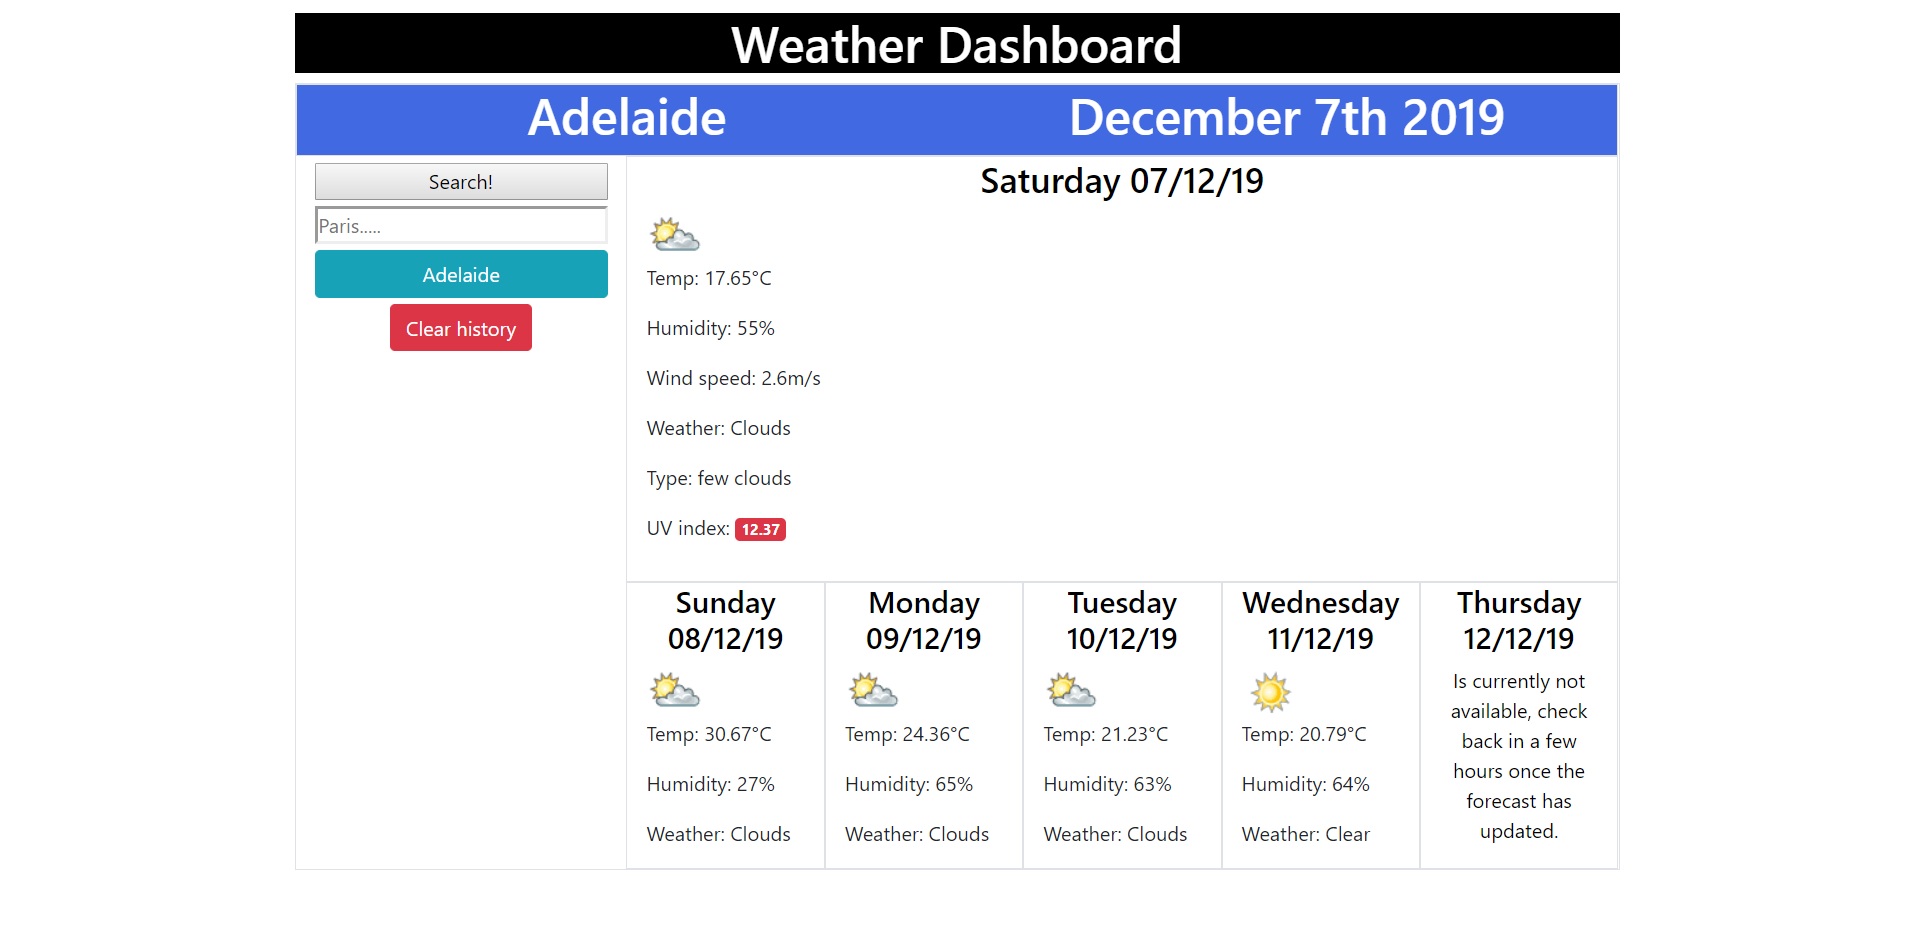 Weather Dashboard
Adelaide
December 7th 2019
Search!
Paris.....
Adelaide
Clear history
Saturday 07/12/19
Temp: 17.65°C
Humidity: 55%
Wind speed: 2.6m/s
Weather: Clouds
Type: few clouds
UV index: 12.37
Sunday
08/12/19
Temp: 30.67°C
Humidity: 27%
Weather: Clouds
Monday
09/12/19
Temp: 24.36°C
Humidity: 65%
Weather: Clouds
Tuesday
10/12/19
Temp: 21.23°C
Humidity: 63%
Weather: Clouds
Wednesday
11/12/19
Temp: 20.79°C
Humidity: 64%
Weather: Clear
Thursday
12/12/19
Is currently not
available, check
back in a few
hours once the
forecast has
updated.